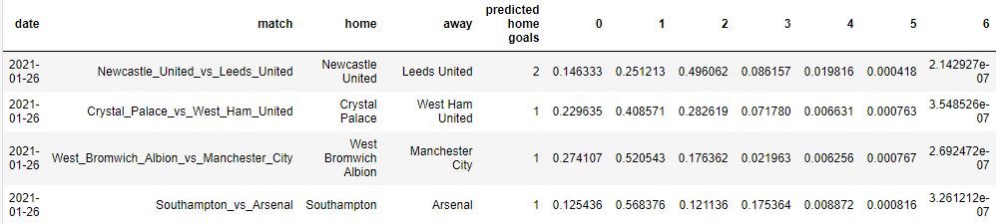 date match home away predicted home goals 0 1 2 3 4 5 6
2021-01-26 Newcastle_United_vs_Leeds_United Newcastle United Leeds United 2 0.146333 0.251213 0.496062 0.086157 0.019816 0.000418 2.142927e-07
2021-01-26 Crystal_Palace_vs_West_Ham_United Crystal Palace West Ham United 1 0.229635 0.408571 0.282619 0.071780 0.006631 0.000763 3.548526e-07
2021-01-26 West_Bromwich_Albion_vs_Manchester_City West Bromwich Albion Manchester City 1 0.274107 0.520543 0.176362 0.021963 0.006256 0.000767 2.692472e-07
2021-01-26 Southampton_vs_Arsenal Southampton Arsenal 1 0.125436 0.568376 0.121136 0.175364 0.008872 0.000816 3.261212e-07